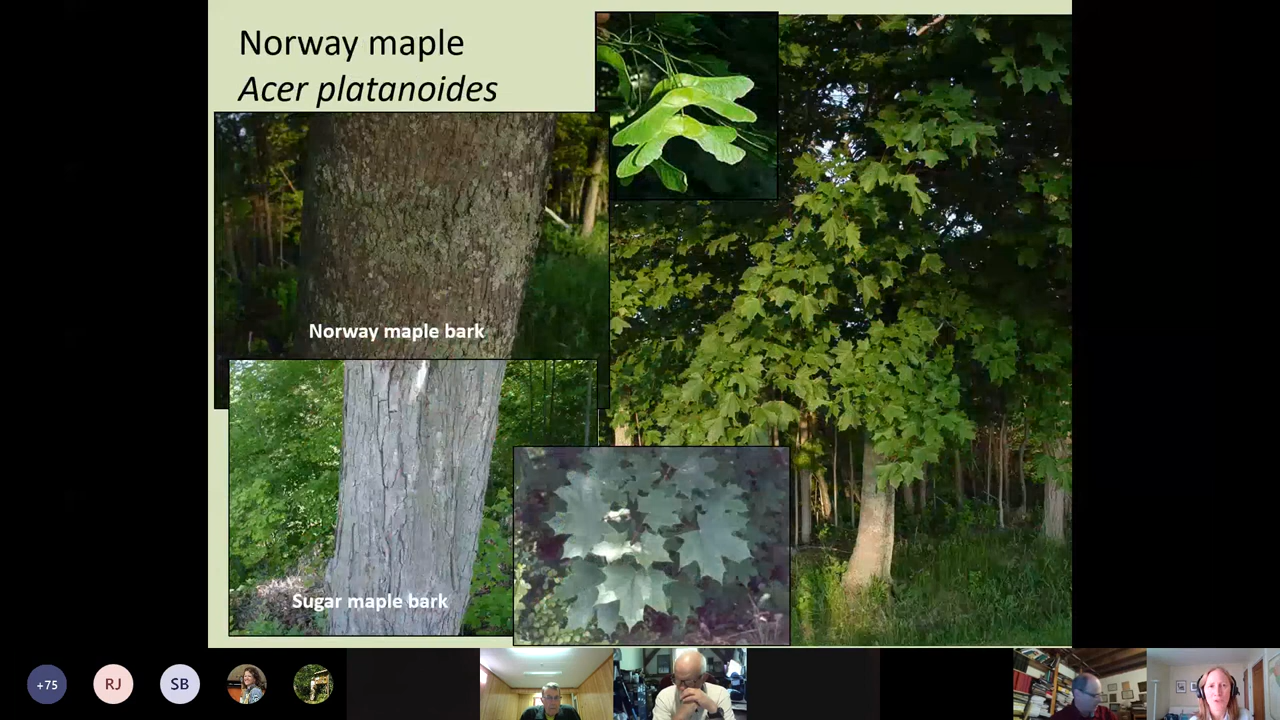 Norway maple
Acer platanoides
Norway maple bark
Sugar maple bark
+75
RJ
SB